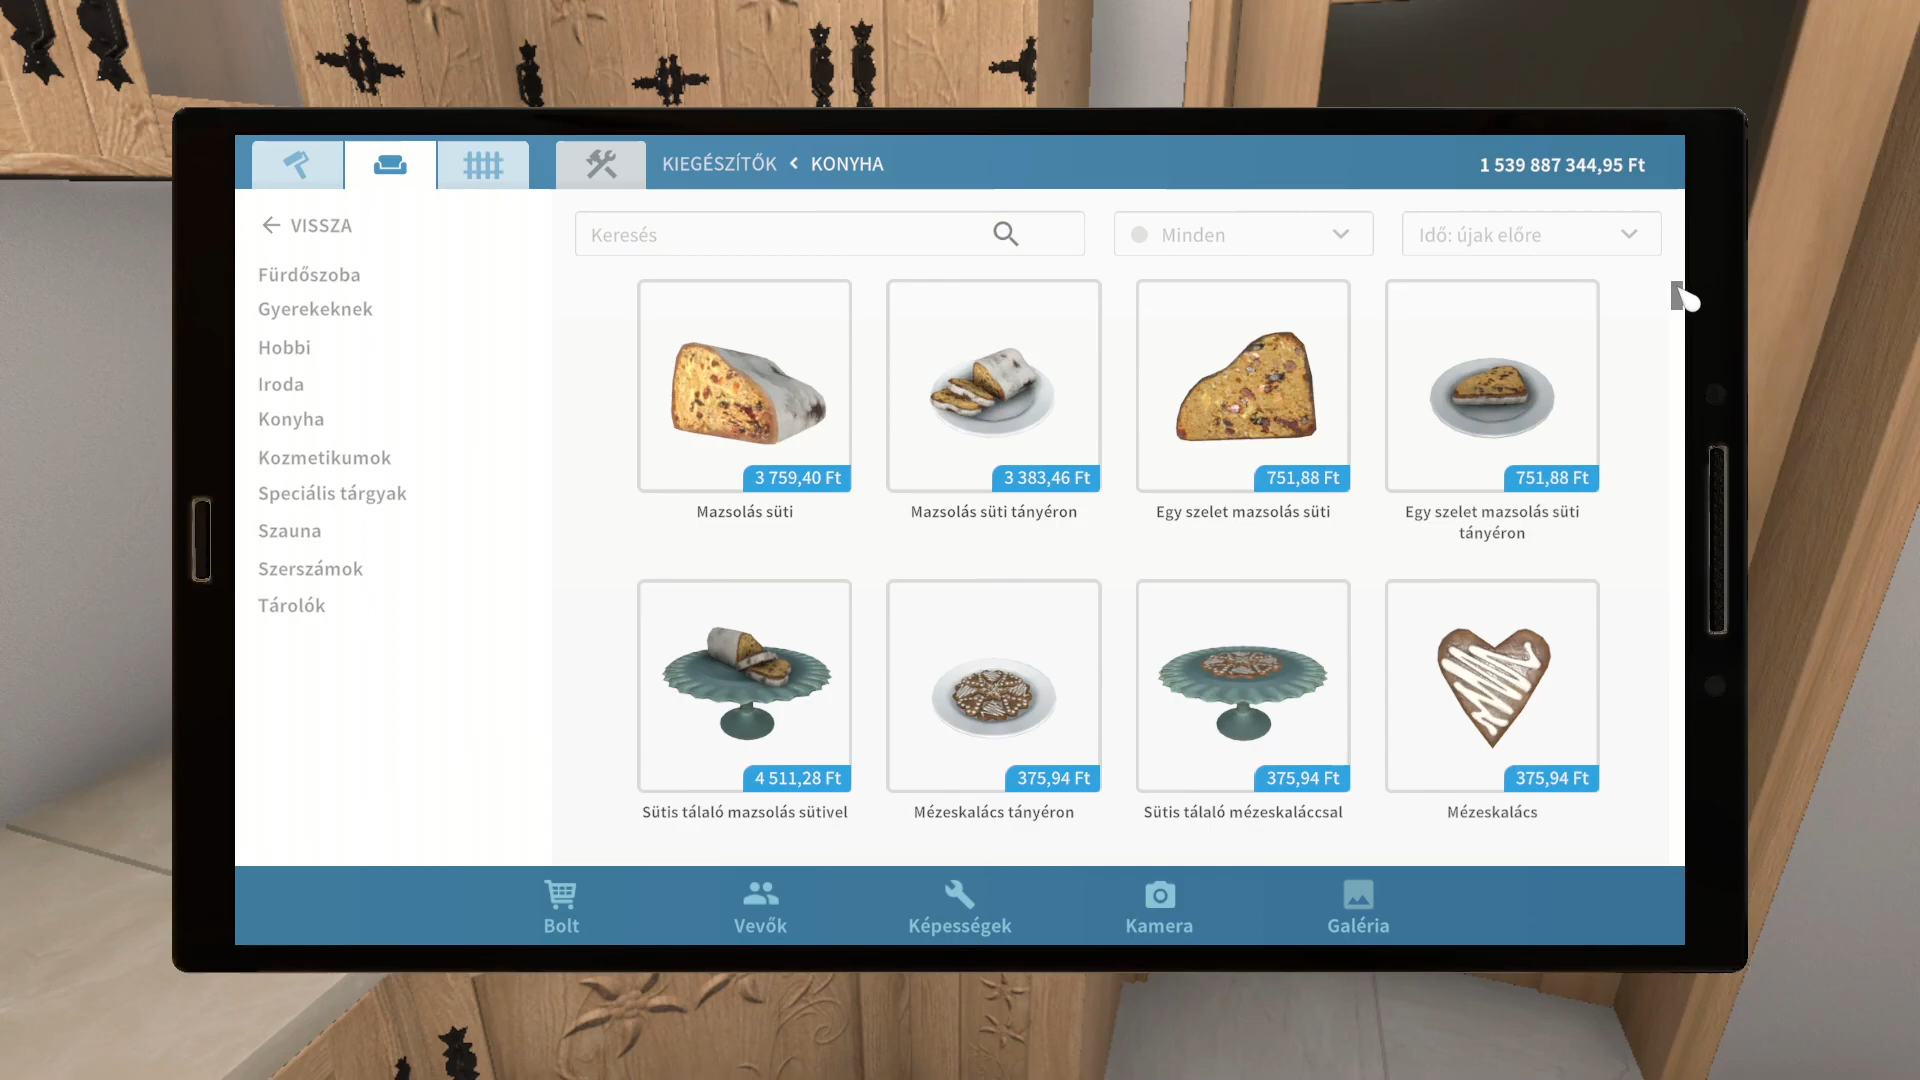 KIEGÉSZÍTŐK < KONYHA
1 539 887 344,95 Ft
VISSZA
Keresés
Minden
Idő: újak előre
Fürdőszoba
Gyerekeknek
Hobbi
Iroda
Konyha
Kozmetikumok
Speciális tárgyak
Szauna
Szerszámok
Tárolók
3 759,40 Ft
Mazsolás süti
3 383,46 Ft
Mazsolás süti tányéron
751,88 Ft
Egy szelet mazsolás süti
751,88 Ft
Egy szelet mazsolás süti
tányéron
4 511,28 Ft
Sütis tálaló mazsolás sütivel
375,94 Ft
Mézeskalács tányéron
375,94 Ft
Sütis tálaló mézeskaláccsal
375,94 Ft
Mézeskalács
Bolt
Vevők
Képességek
Kamera
Galéria